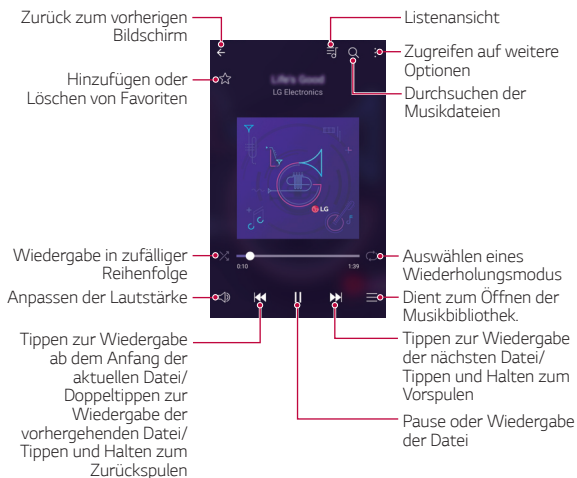 Zurück zum vorherigen
Bildschirm
Hinzufügen oder
Löschen von Favoriten
Listenansicht
Zugreifen auf weitere
Optionen
Durchsuchen der
Musikdateien
Life's Good
LG Electronics
LG
0:10
1:39
Wiedergabe in zufälliger
Reihenfolge
Anpassen der Lautstärke
Tippen zur Wiedergabe
ab dem Anfang der
aktuellen Datei/
Doppeltippen zur
Wiedergabe der
vorhergehenden Datei/
Tippen und Halten zum
Zurückspulen
Auswählen eines
Wiederholungsmodus
Dient zum Öffnen der
Musikbibliothek.
Tippen zur Wiedergabe
der nächsten Datei/
Tippen und Halten zum
Vorspulen
Pause oder Wiedergabe
der Datei